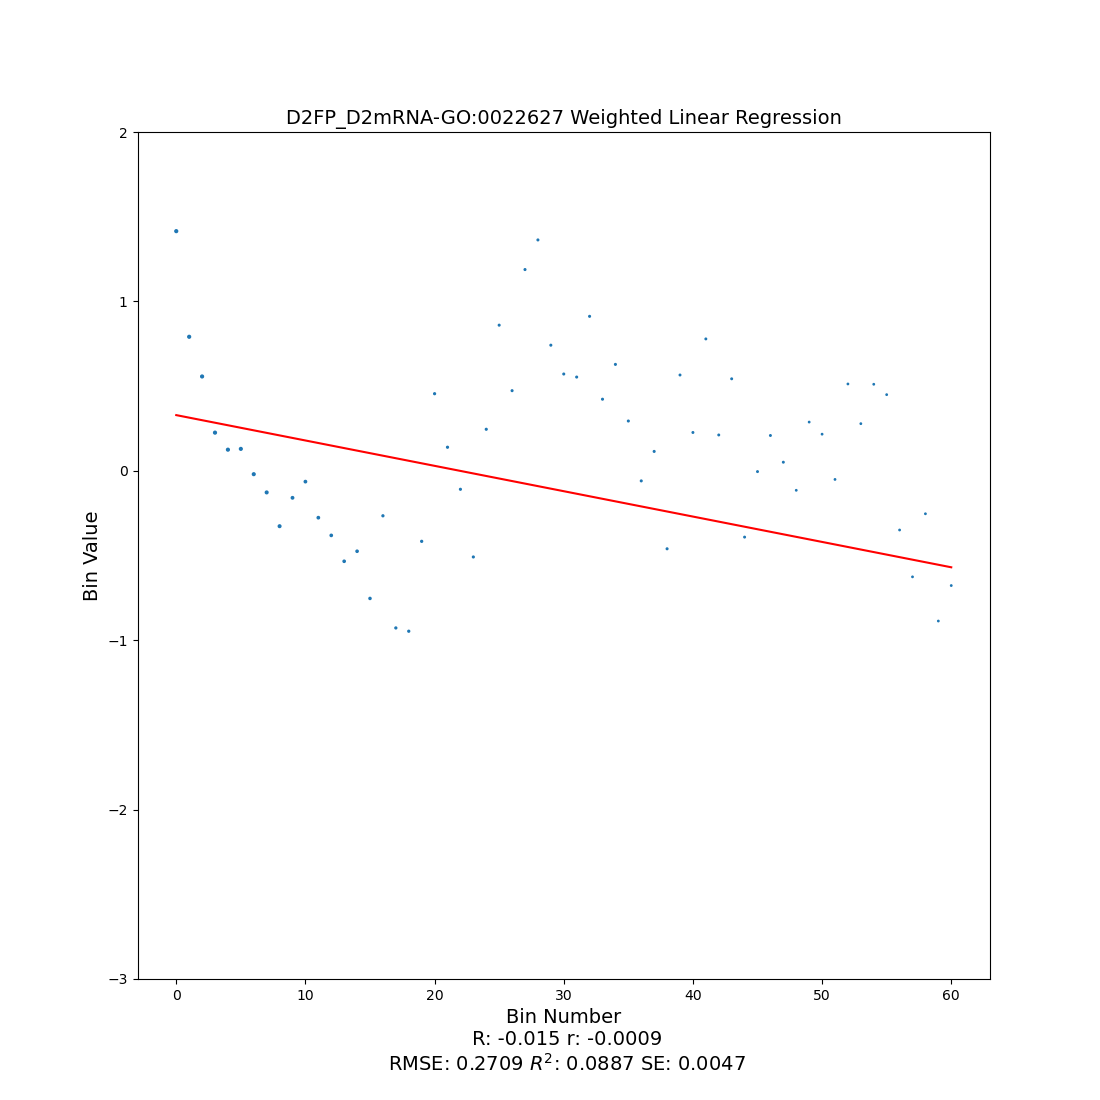 D2FP_D2mRNA-GO:0022627 Weighted Linear Regression
2
1
0
−1
−2
−3
Bin Value
0 10 20 30 40 50 60
Bin Number
R: -0.015 r: -0.0009
RMSE: 0.2709 R²: 0.0887 SE: 0.0047